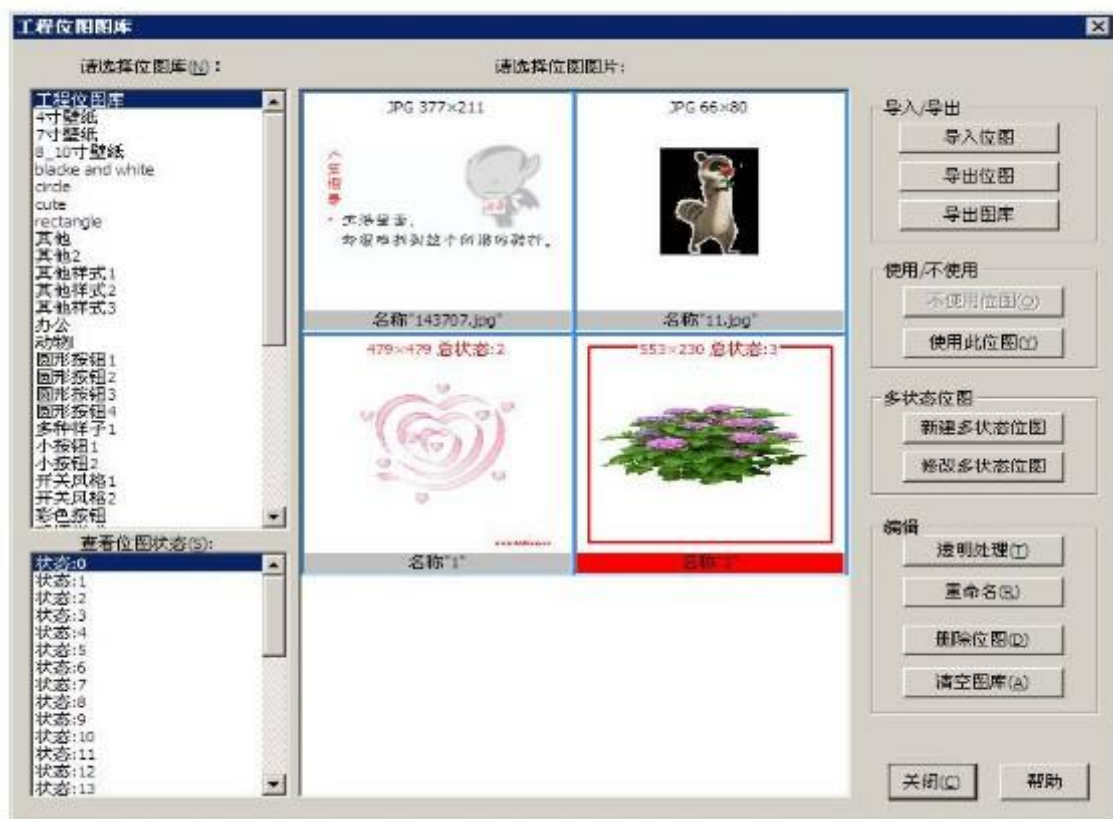 工程位图图库
请选择位图库(N)：
请选择位图图片：
工程位图库
4寸壁纸
7寸壁纸
8_10寸壁纸
blacke and white
circle
cute
rectangle
其他
其他2
其他样式1
其他样式2
其他样式3
办公
动物
圆形按钮1
圆形按钮2
圆形按钮3
圆形按钮4
多种样子1
小按钮1
小按钮2
开关风格1
开关风格2
彩色按钮
查看位图状态(S):
状态:0
状态:1
状态:2
状态:3
状态:4
状态:5
状态:6
状态:7
状态:8
状态:9
状态:10
状态:11
状态:12
状态:13
JPG 377×211
生活里面，
名称"143707.jpg"
JPG 66×80
名称"11.jpg"
479×479 总状态:2
名称"1"
553×230 总状态:3
名称"2"
导入/导出
导入位图
导出位图
导出图库
使用/不使用
不使用位图(O)
使用此位图(Y)
多状态位图
新建多状态位图
修改多状态位图
编辑
透明处理(T)
重命名(R)
删除位图(D)
清空图库(A)
关闭(C)
帮助